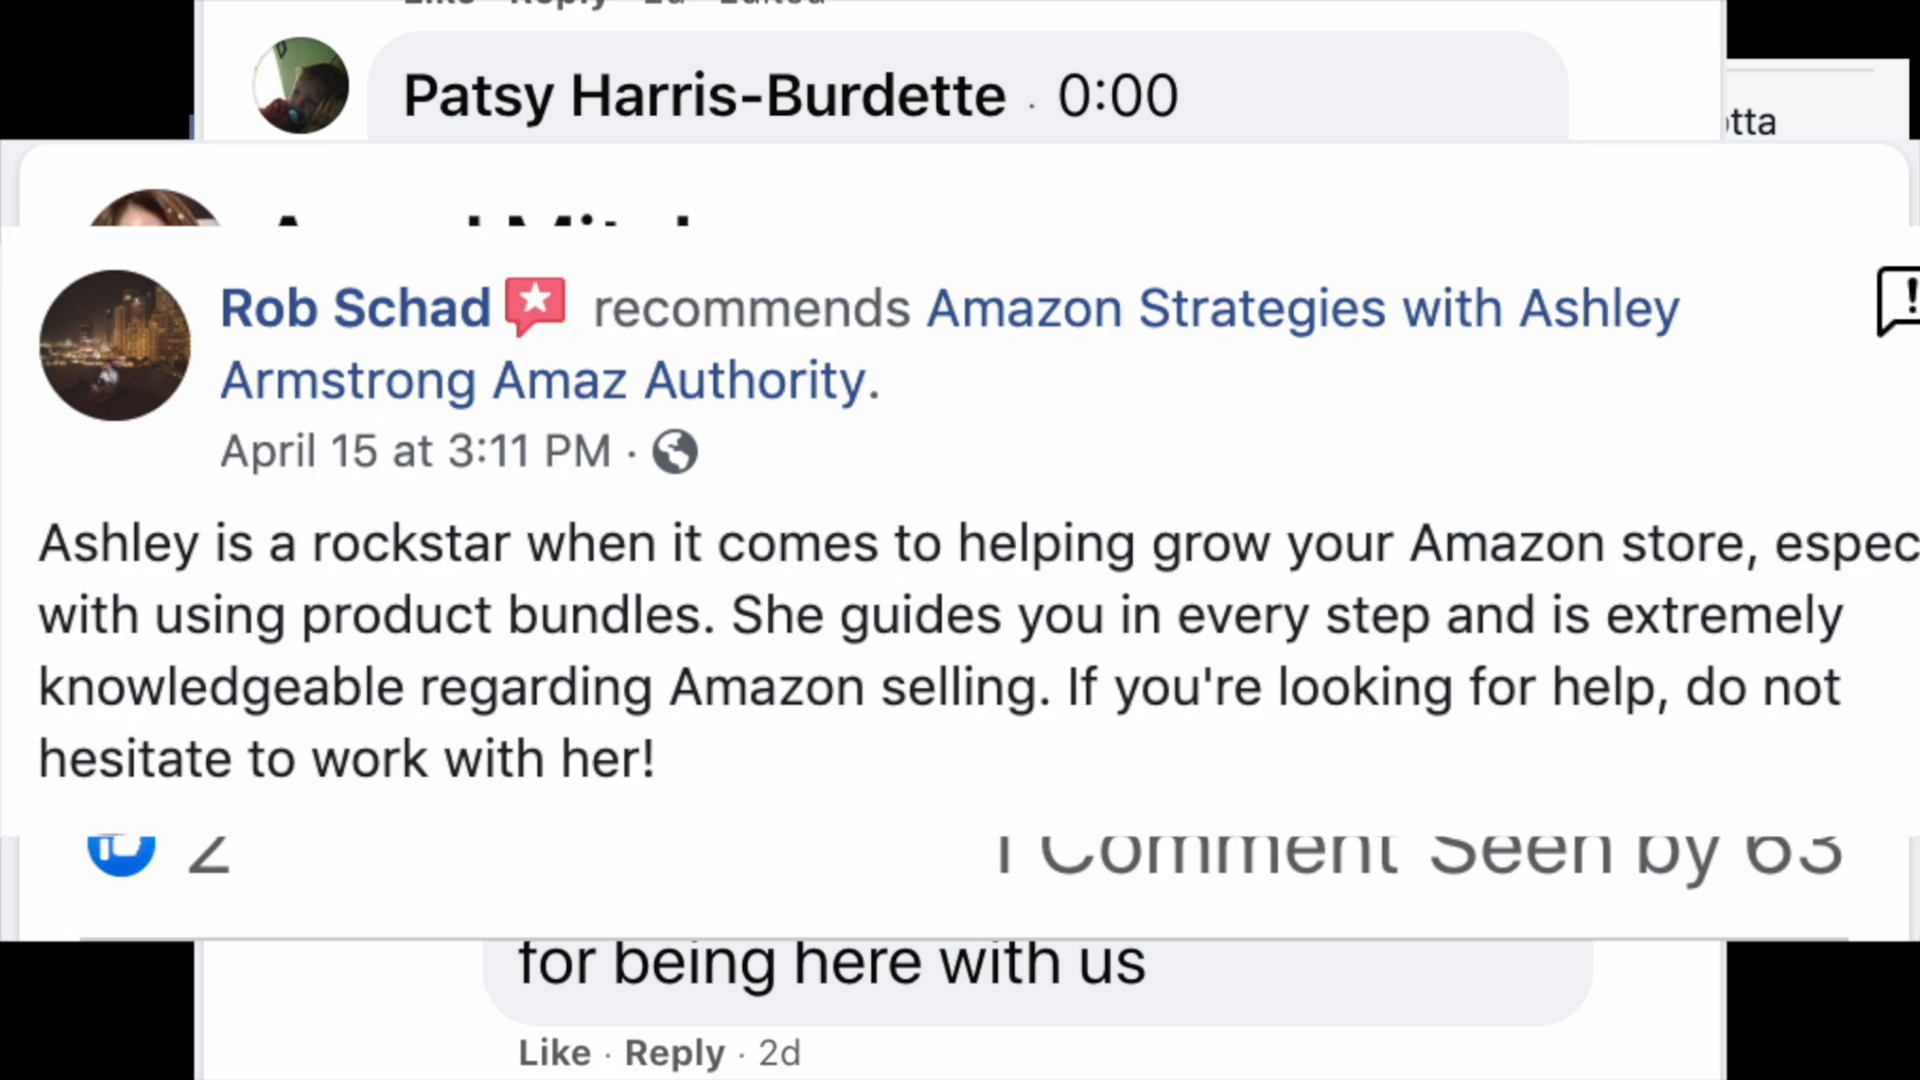 Patsy Harris-Burdette · 0:00
Rob Schad recommends Amazon Strategies with Ashley
Armstrong Amaz Authority.
April 15 at 3:11 PM ·
Ashley is a rockstar when it comes to helping grow your Amazon store, espec
with using product bundles. She guides you in every step and is extremely
knowledgeable regarding Amazon selling. If you're looking for help, do not
hesitate to work with her!
2
1 Comment Seen by 63
for being here with us
Like · Reply · 2d